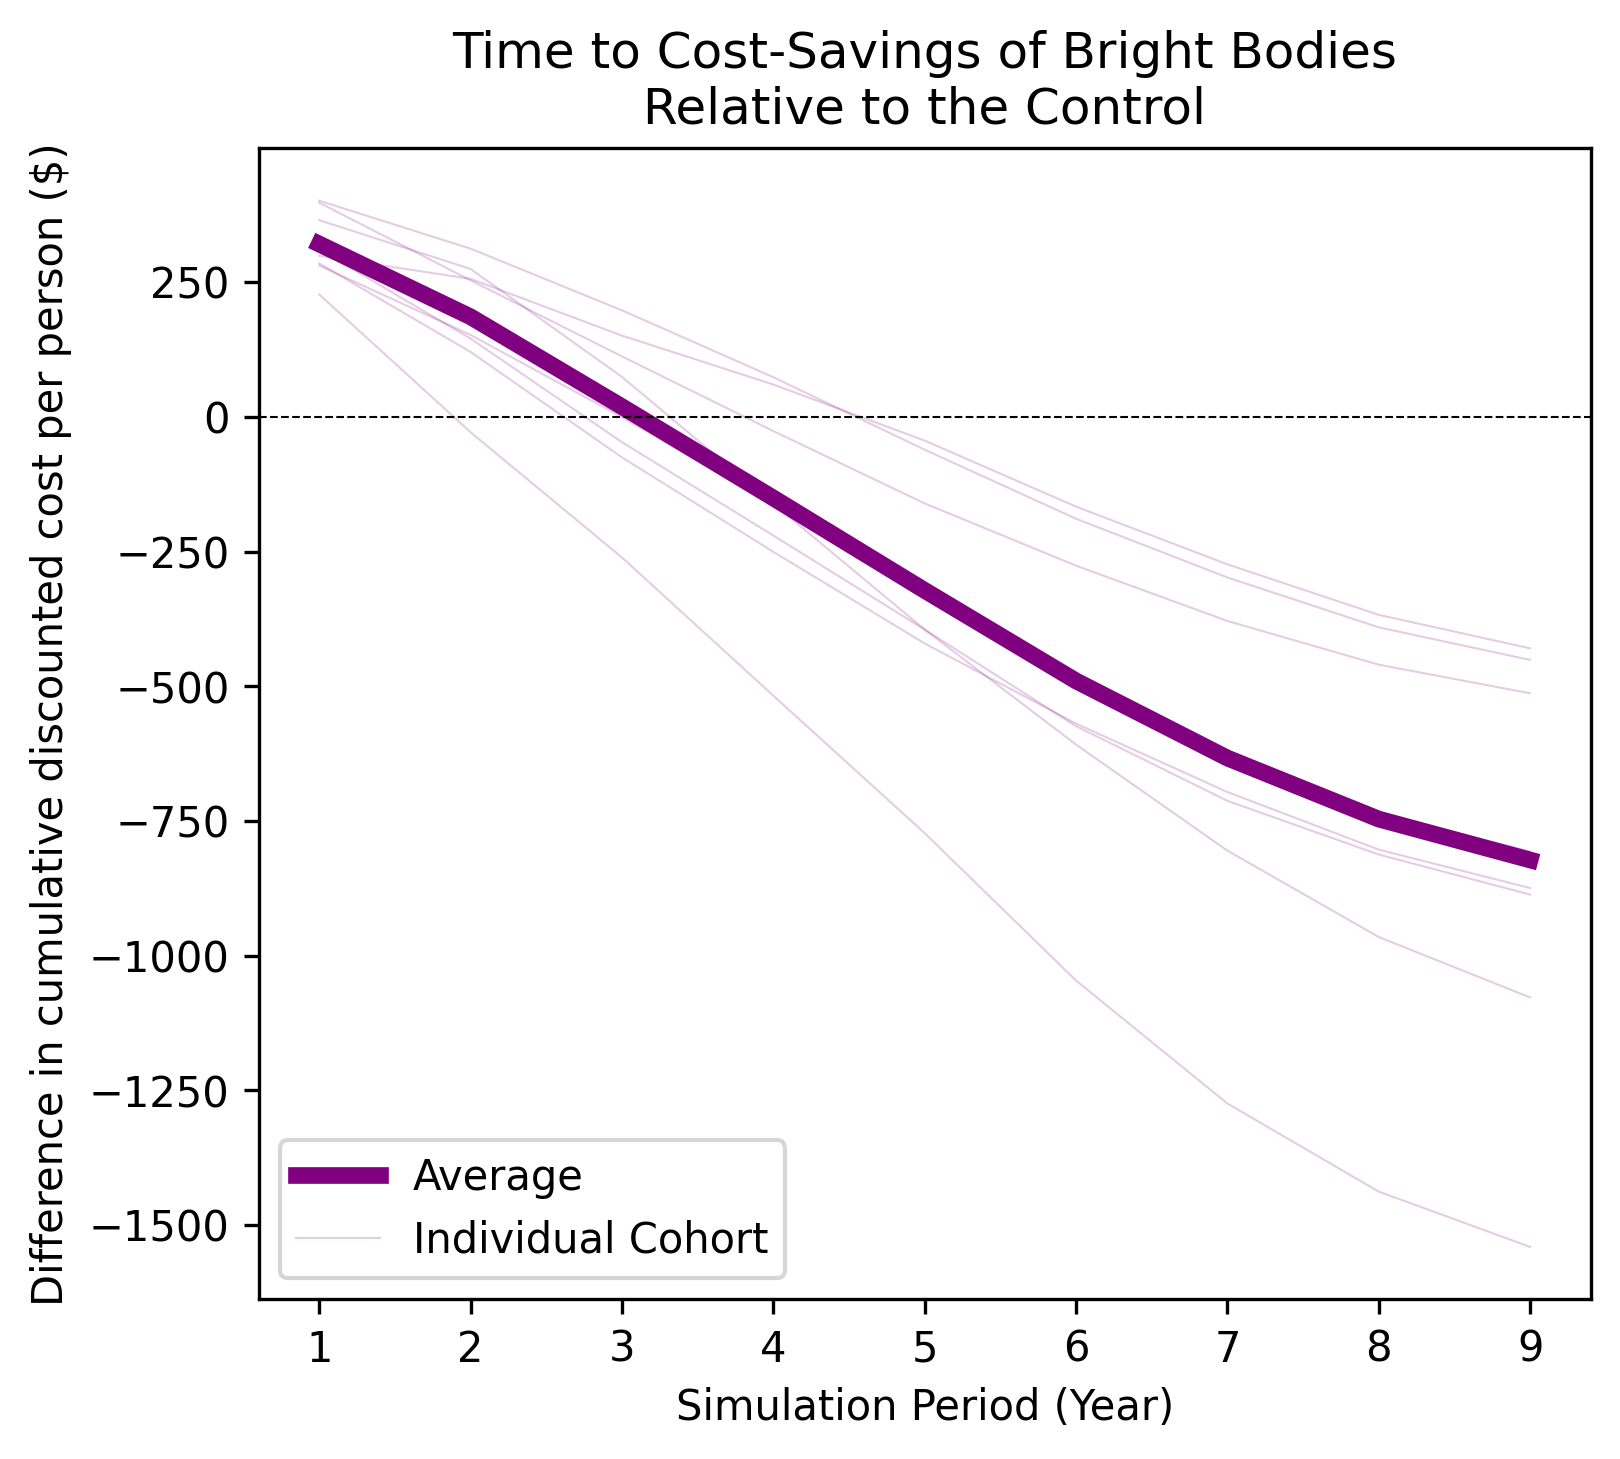 Time to Cost-Savings of Bright Bodies
Relative to the Control
Difference in cumulative discounted cost per person ($)
250
0
−250
−500
−750
−1000
−1250
−1500
Average
Individual Cohort
1 2 3 4 5 6 7 8 9
Simulation Period (Year)